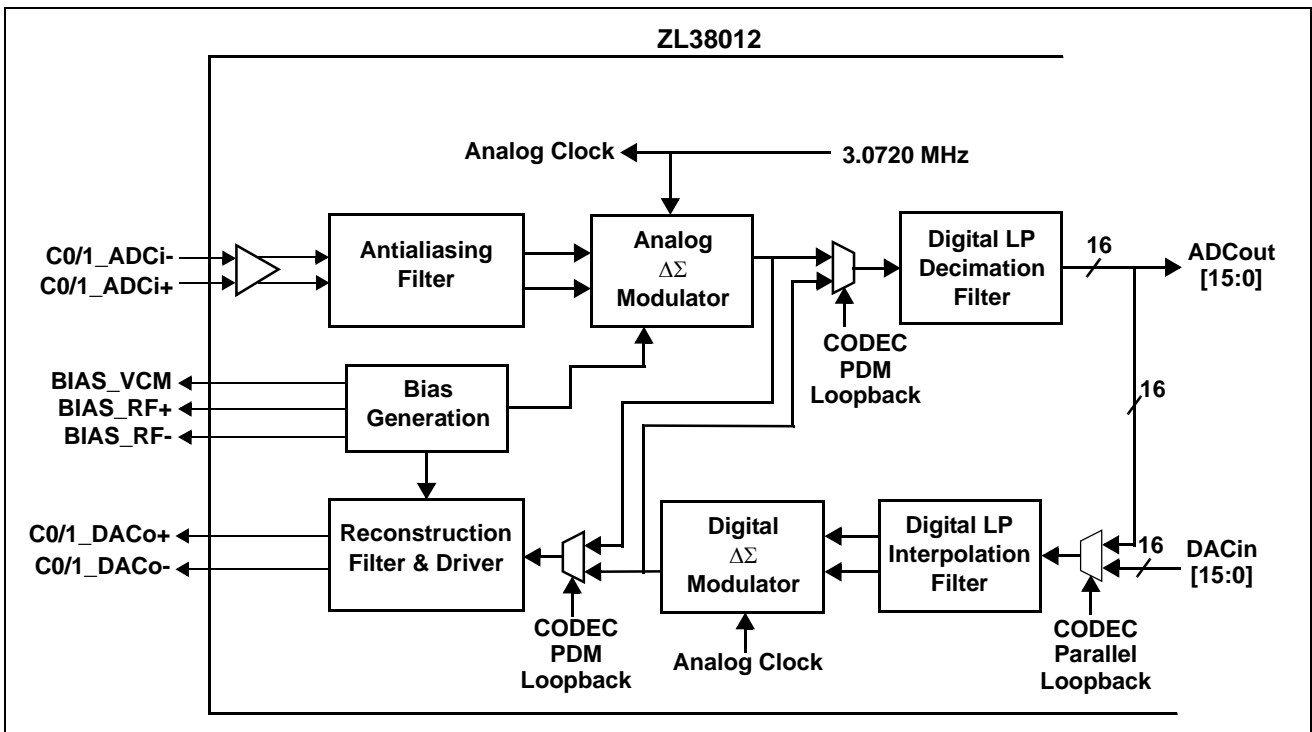 ZL38012
Analog Clock
3.0720 MHz
C0/1_ADCi-
C0/1_ADCi+
Antialiasing
Filter
Analog
ΔΣ
Modulator
Digital LP
Decimation
Filter
16
ADCout
[15:0]
CODEC
PDM
Loopback
BIAS_VCM
BIAS_RF+
BIAS_RF-
Bias
Generation
16
C0/1_DACo+
C0/1_DACo-
Reconstruction
Filter & Driver
Digital
ΔΣ
Modulator
Digital LP
Interpolation
Filter
16
DACin
[15:0]
CODEC
PDM
Loopback
Analog Clock
CODEC
Parallel
Loopback